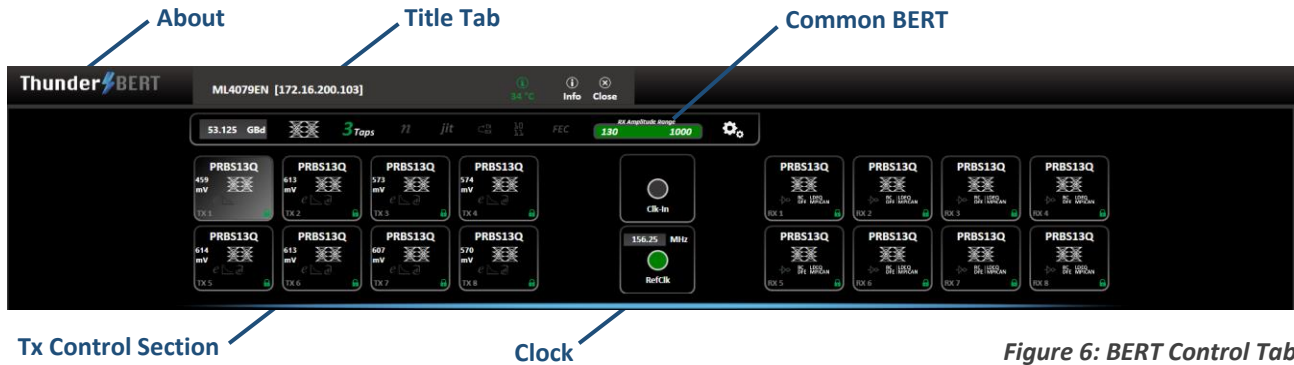 About
Title Tab
Common BERT
ThunderBERT
ML4079EN [172.16.200.103]
34 °C
Info
Close
53.125 GBd
3 Taps
n
jit
FEC
RX Amplitude Range
130 1000
PRBS13Q PRBS13Q PRBS13Q PRBS13Q
459 mV
613 mV
573 mV
574 mV
TX 1 TX 2 TX 3 TX 4
Clk-In
PRBS13Q PRBS13Q PRBS13Q PRBS13Q
RX 1 RX 2 RX 3 RX 4
PRBS13Q PRBS13Q PRBS13Q PRBS13Q
614 mV
613 mV
607 mV
570 mV
TX 5 TX 6 TX 7 TX 8
156.25 MHz
RefClk
PRBS13Q PRBS13Q PRBS13Q PRBS13Q
RX 5 RX 6 RX 7 RX 8
Tx Control Section
Clock
Figure 6: BERT Control Tab